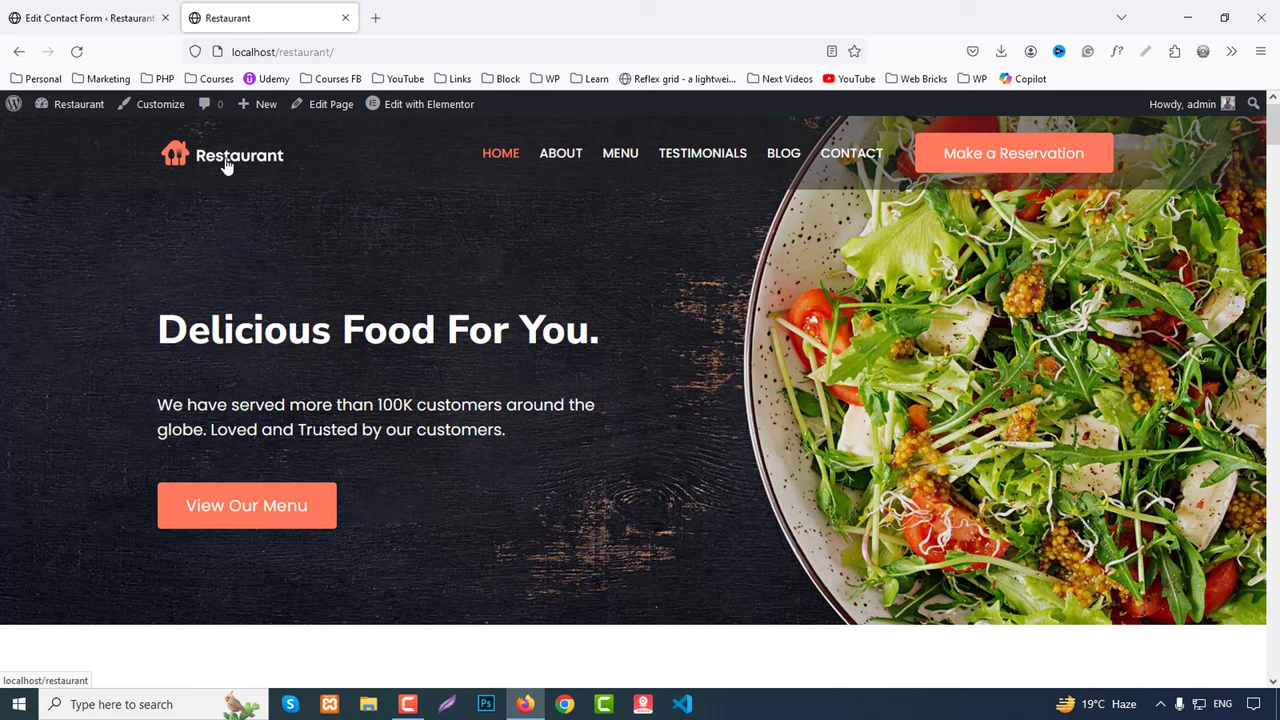 Edit Contact Form ‹ Restaurant
Restaurant
localhost/restaurant/
Personal
Marketing
PHP
Courses
Udemy
Courses FB
YouTube
Links
Block
WP
Learn
Reflex grid - a lightwei...
Next Videos
YouTube
Web Bricks
WP
Copilot
Restaurant
Customize
0
New
Edit Page
Edit with Elementor
Howdy, admin
Restaurant
HOME
ABOUT
MENU
TESTIMONIALS
BLOG
CONTACT
Make a Reservation
Delicious Food For You.
We have served more than 100K customers around the
globe. Loved and Trusted by our customers.
View Our Menu
localhost/restaurant
Type here to search
Ps
19°C Haze
ENG